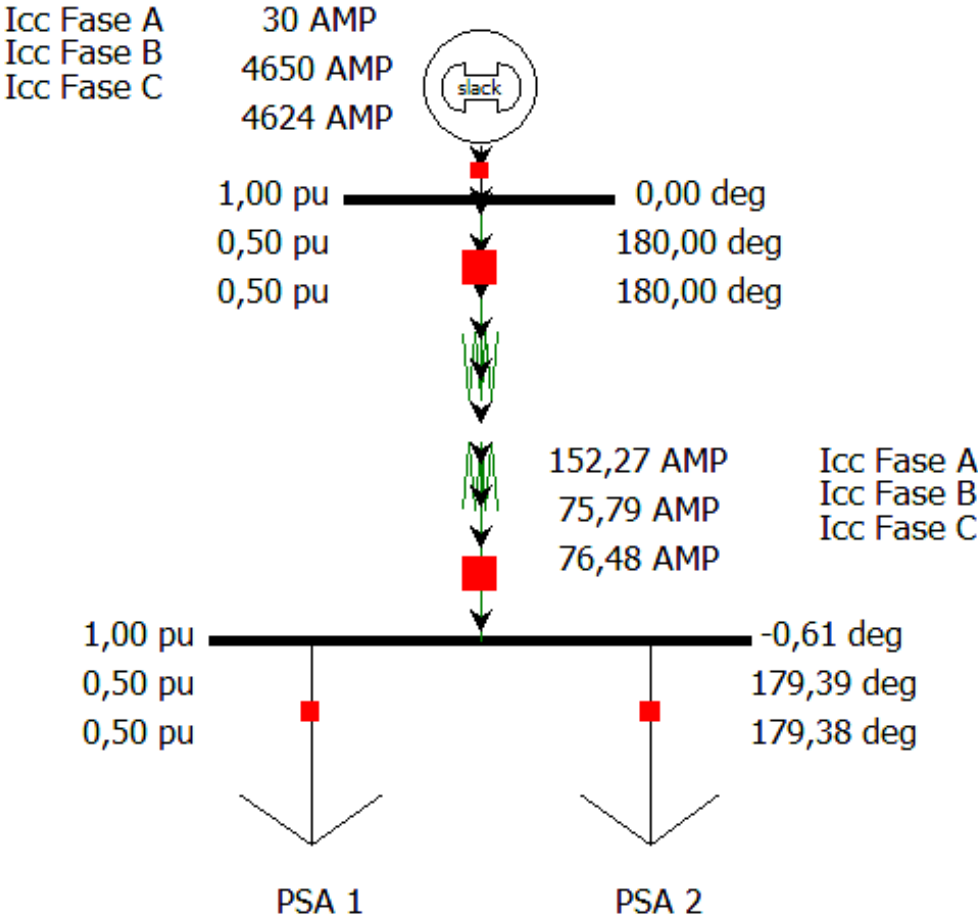 Icc Fase A 30 AMP
Icc Fase B 4650 AMP
Icc Fase C 4624 AMP
slack
1,00 pu 0,00 deg
0,50 pu 180,00 deg
0,50 pu 180,00 deg
152,27 AMP Icc Fase A
75,79 AMP Icc Fase B
76,48 AMP Icc Fase C
1,00 pu -0,61 deg
0,50 pu 179,39 deg
0,50 pu 179,38 deg
PSA 1 PSA 2